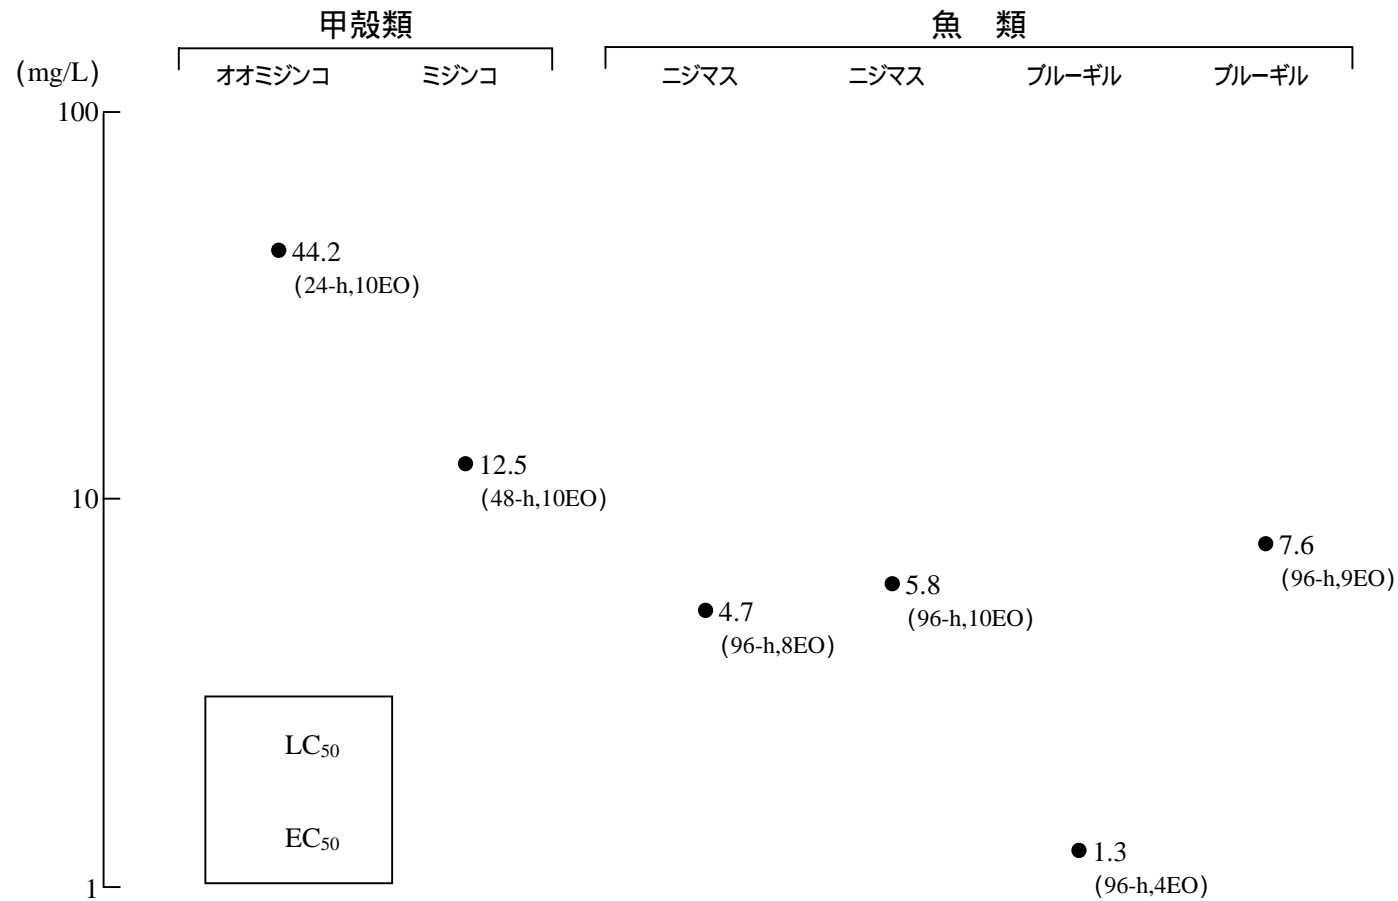 甲殻類
魚 類
(mg/L)
オオミジンコ
ミジンコ
ニジマス
ニジマス
ブルーギル
ブルーギル
100
44.2
(24-h,10EO)
12.5
(48-h,10EO)
10
7.6
(96-h,9EO)
5.8
(96-h,10EO)
4.7
(96-h,8EO)
LC50
EC50
1.3
(96-h,4EO)
1